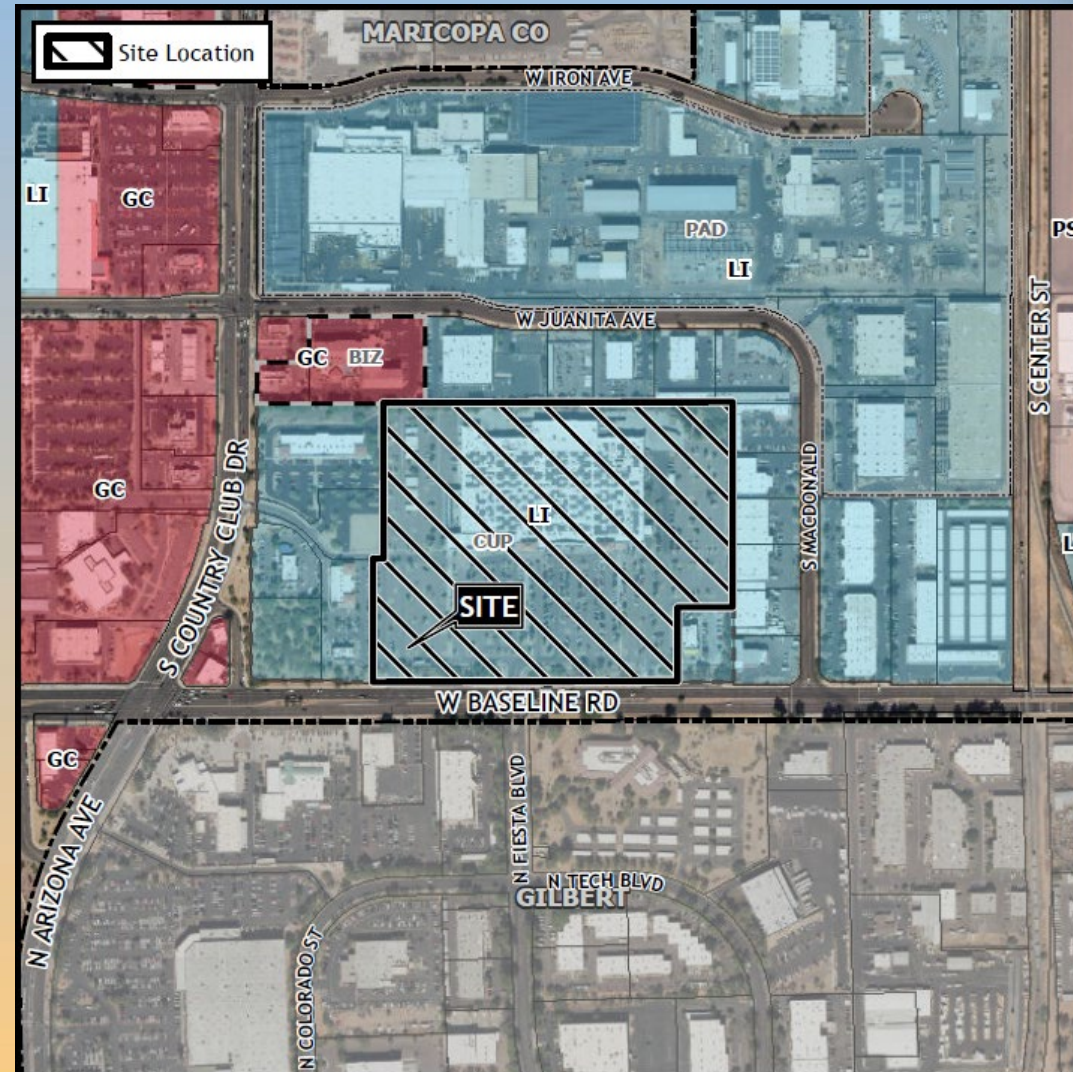 MARICOPA CO
Site Location
W IRON AVE
LI
GC
PAD
LI
PS
W JUANITA AVE
GC
BIZ
S CENTER ST
S COUNTRY CLUB DR
GC
S MACDONALD
LI
CUP
L
SITE
W BASELINE RD
GC
N FIESTA BLVD
N ARIZONA AVE
N TECH BLVD
GILBERT
N COLORADO ST